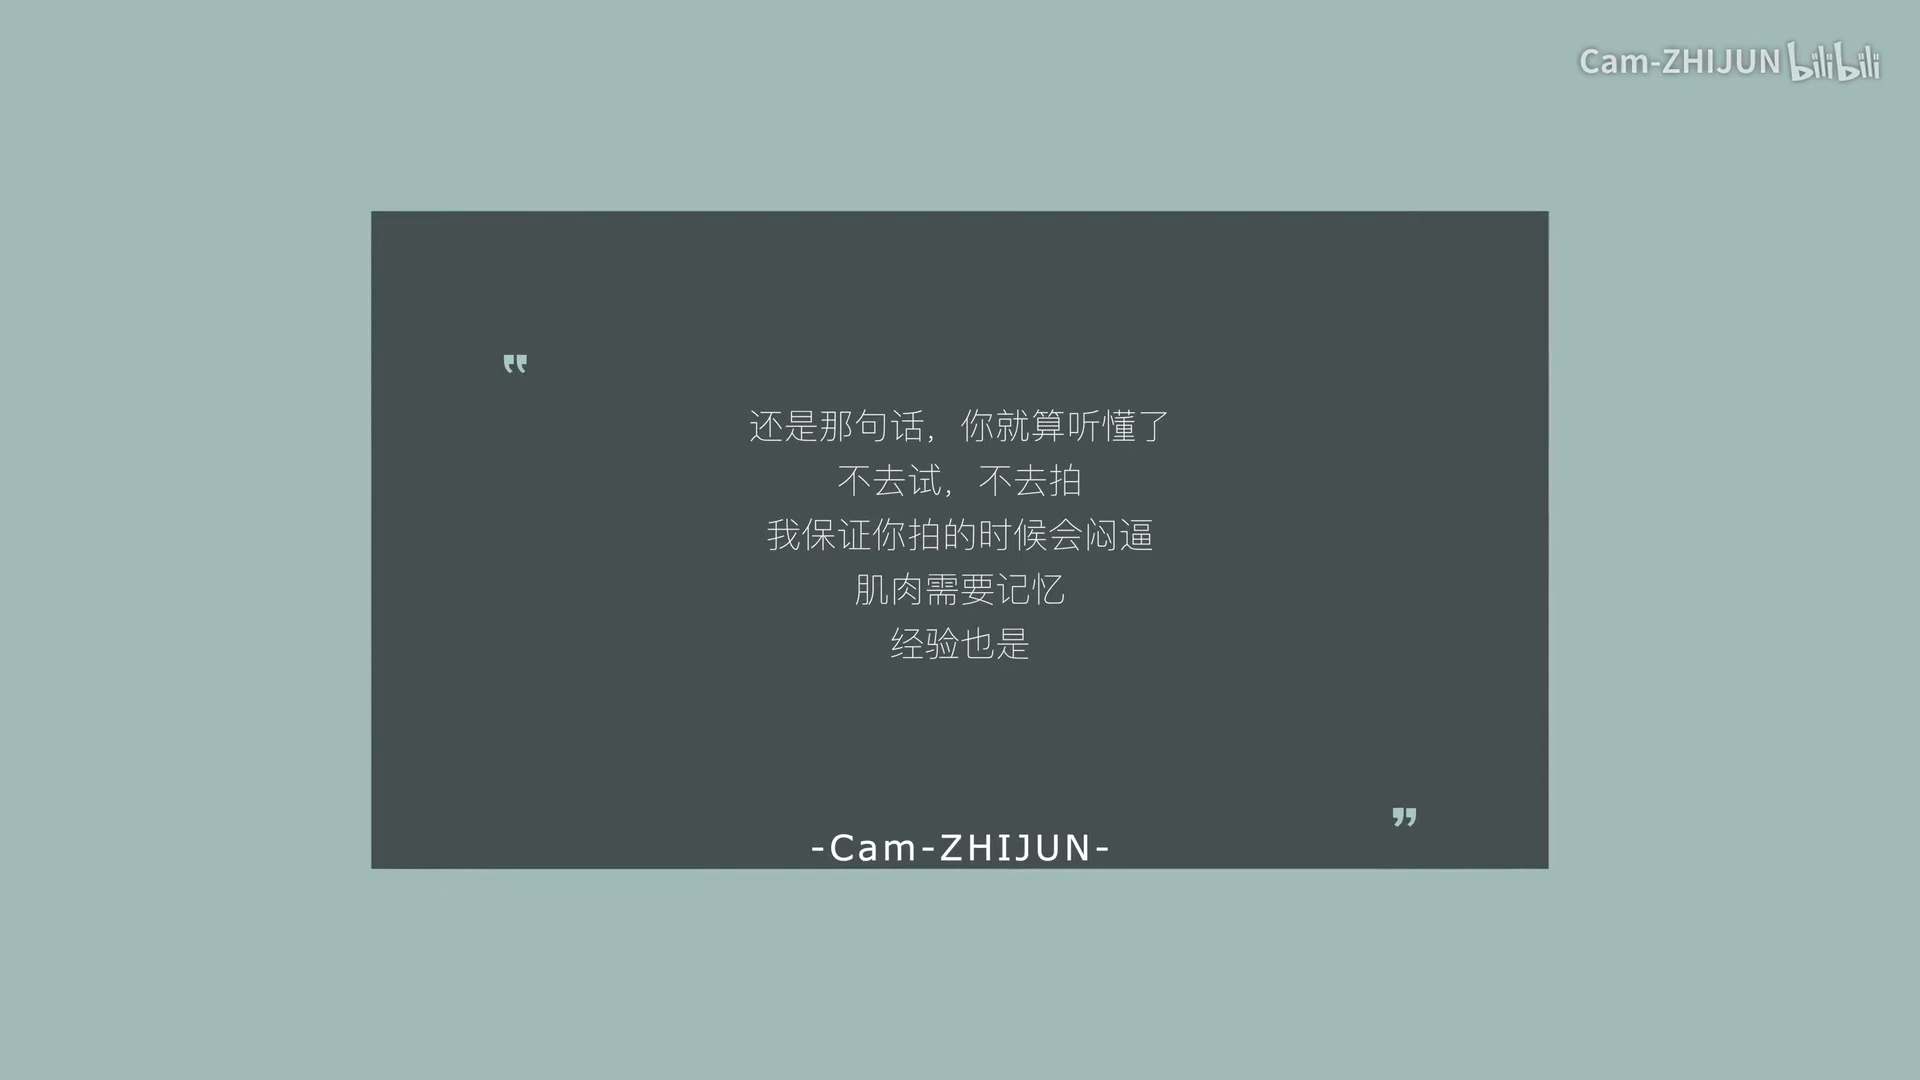 Cam-ZHIJUN bilibili
"
还是那句话，你就算听懂了
不去试，不去拍
我保证你拍的时候会闷逼
肌肉需要记忆
经验也是
"
-Cam-ZHIJUN-